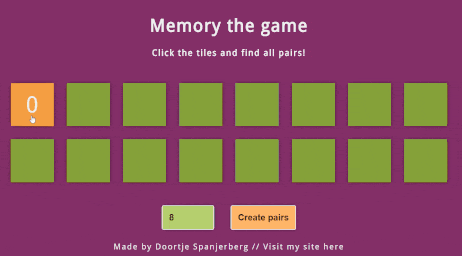 Memory the game
Click the tiles and find all pairs!
0
8 Create pairs
Made by Doortje Spanjerberg // Visit my site here